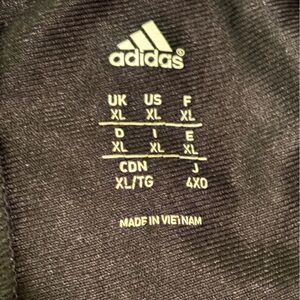 adidas®
UK US F
XL XL XL
D I E
XL XL XL
CDN J
XL/TG 4XO
MADE IN VIETNAM